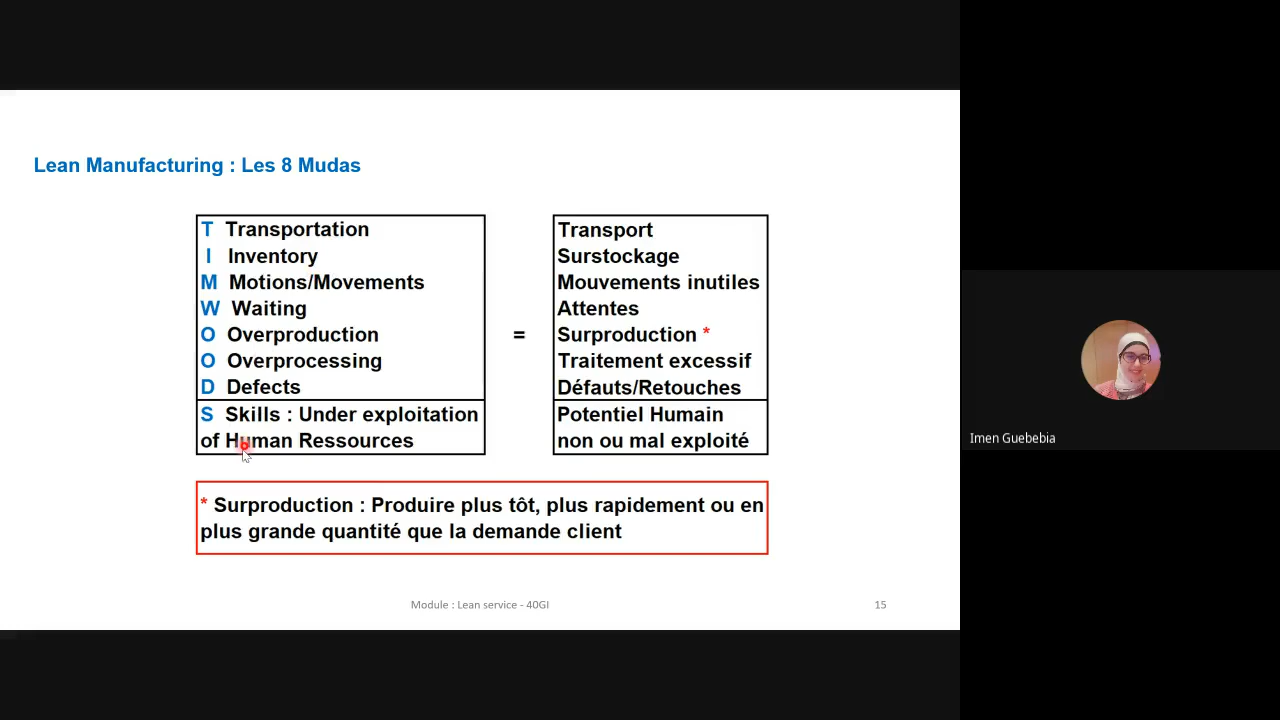 Lean Manufacturing : Les 8 Mudas
T Transportation
I Inventory
M Motions/Movements
W Waiting
O Overproduction
O Overprocessing
D Defects
S Skills : Under exploitation
of Human Ressources
=
Transport
Surstockage
Mouvements inutiles
Attentes
Surproduction *
Traitement excessif
Défauts/Retouches
Potentiel Humain
non ou mal exploité
* Surproduction : Produire plus tôt, plus rapidement ou en
plus grande quantité que la demande client
Module : Lean service - 40GI
15
Imen Guebebia